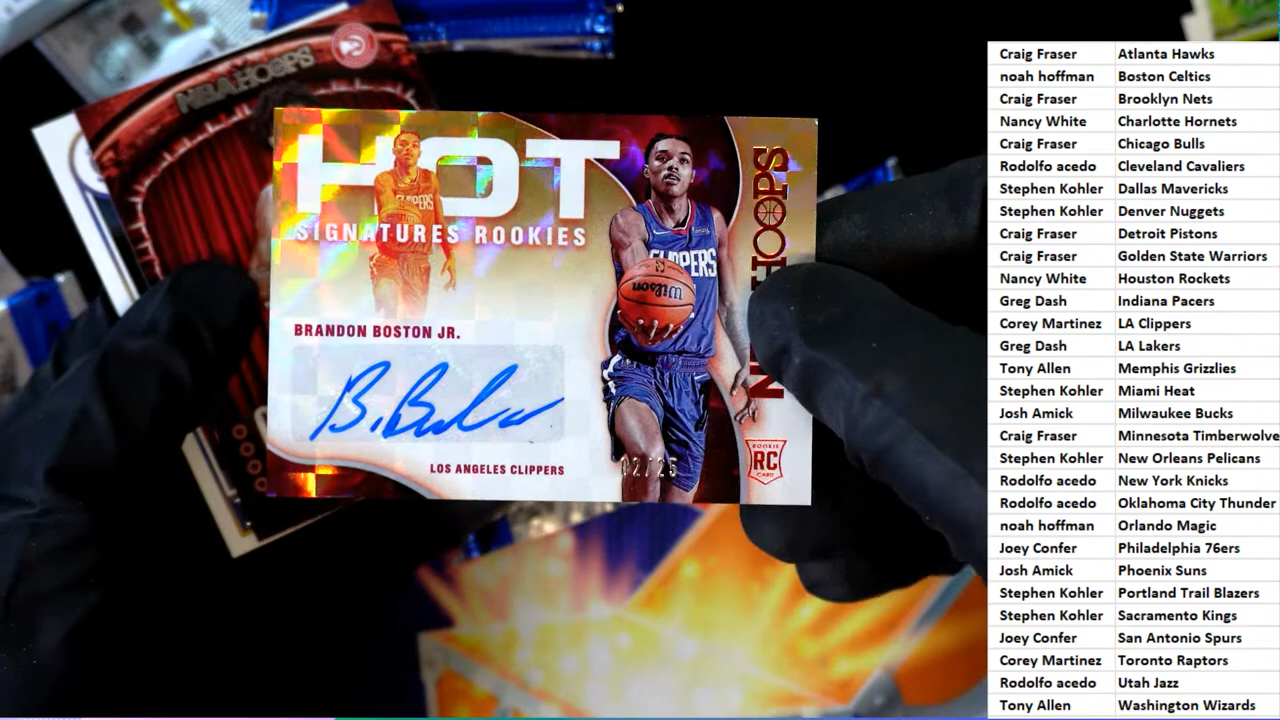 NBA HOOPS
HOT
SIGNATURES ROOKIES
BRANDON BOSTON JR.
B. Bo
LOS ANGELES CLIPPERS
CLIPPERS
CLIPPERS
Wilson
HOOPS
02/25
ROOKIE
RC
CARD
Craig Fraser Atlanta Hawks
noah hoffman Boston Celtics
Craig Fraser Brooklyn Nets
Nancy White Charlotte Hornets
Craig Fraser Chicago Bulls
Rodolfo acedo Cleveland Cavaliers
Stephen Kohler Dallas Mavericks
Stephen Kohler Denver Nuggets
Craig Fraser Detroit Pistons
Craig Fraser Golden State Warriors
Nancy White Houston Rockets
Greg Dash Indiana Pacers
Corey Martinez LA Clippers
Greg Dash LA Lakers
Tony Allen Memphis Grizzlies
Stephen Kohler Miami Heat
Josh Amick Milwaukee Bucks
Craig Fraser Minnesota Timberwolve
Stephen Kohler New Orleans Pelicans
Rodolfo acedo New York Knicks
Rodolfo acedo Oklahoma City Thunder
noah hoffman Orlando Magic
Joey Confer Philadelphia 76ers
Josh Amick Phoenix Suns
Stephen Kohler Portland Trail Blazers
Stephen Kohler Sacramento Kings
Joey Confer San Antonio Spurs
Corey Martinez Toronto Raptors
Rodolfo acedo Utah Jazz
Tony Allen Washington Wizards